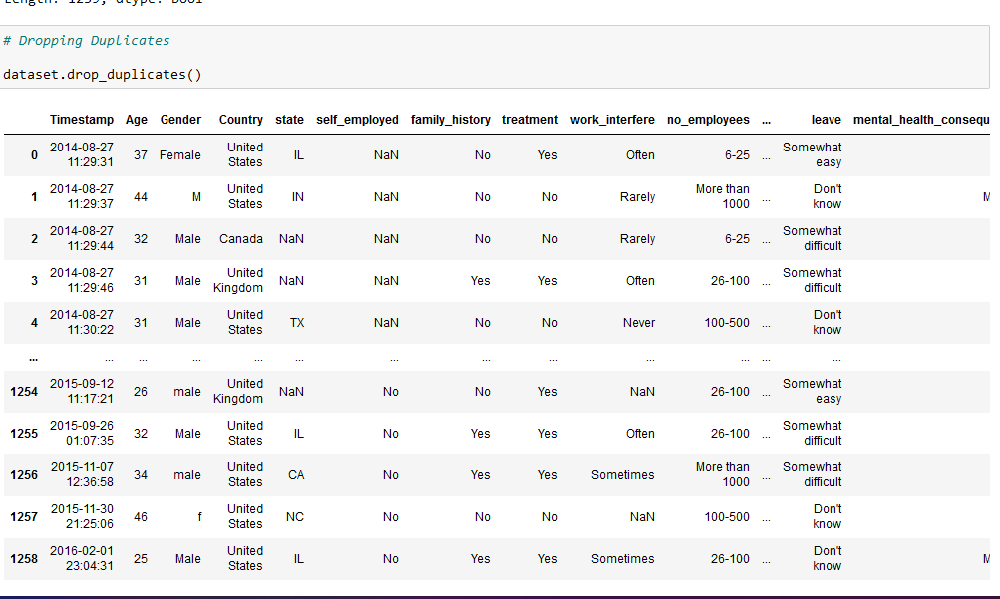 Length: 1259, dtype: bool
# Dropping Duplicates
dataset.drop_duplicates()
Timestamp Age Gender Country state self_employed family_history treatment work_interfere no_employees ... leave mental_health_consequ
0 2014-08-27 11:29:31 37 Female United States IL NaN No Yes Often 6-25 ... Somewhat easy
1 2014-08-27 11:29:37 44 M United States IN NaN No No Rarely More than 1000 ... Don't know M
2 2014-08-27 11:29:44 32 Male Canada NaN NaN No No Rarely 6-25 ... Somewhat difficult
3 2014-08-27 11:29:46 31 Male United Kingdom NaN NaN Yes Yes Often 26-100 ... Somewhat difficult
4 2014-08-27 11:30:22 31 Male United States TX NaN No No Never 100-500 ... Don't know
... ... ... ... ... ... ... ... ... ... ... ... ...
1254 2015-09-12 11:17:21 26 male United Kingdom NaN No No Yes NaN 26-100 ... Somewhat easy
1255 2015-09-26 01:07:35 32 Male United States IL No Yes Yes Often 26-100 ... Somewhat difficult
1256 2015-11-07 12:36:58 34 male United States CA No Yes Yes Sometimes More than 1000 ... Somewhat difficult
1257 2015-11-30 21:25:06 46 f United States NC No No No NaN 100-500 ... Don't know
1258 2016-02-01 23:04:31 25 Male United States IL No Yes Yes Sometimes 26-100 ... Don't know M